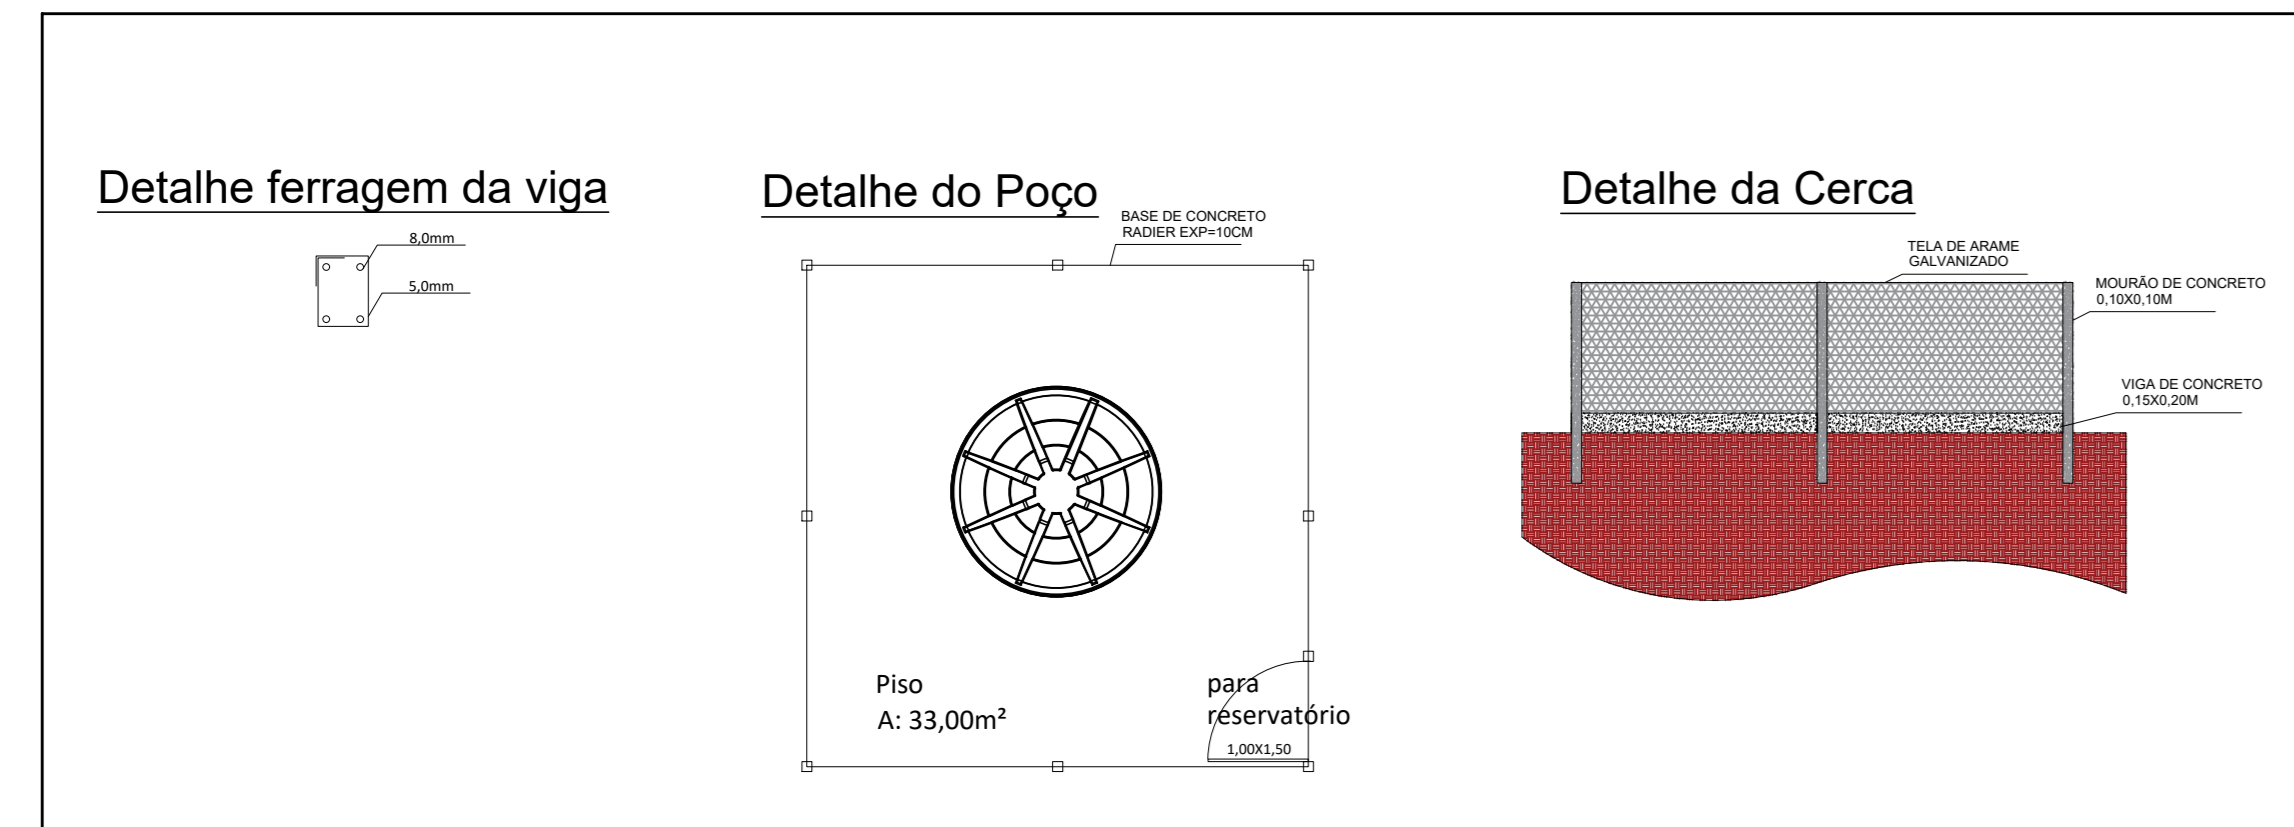 Detalhe ferragem da viga
8,0mm
5,0mm
Detalhe do Poço
BASE DE CONCRETO
RADIER EXP=10CM
Piso
A: 33,00m²
para
reservatório
1,00X1,50
Detalhe da Cerca
TELA DE ARAME
GALVANIZADO
MOURÃO DE CONCRETO
0,10X0,10M
VIGA DE CONCRETO
0,15X0,20M